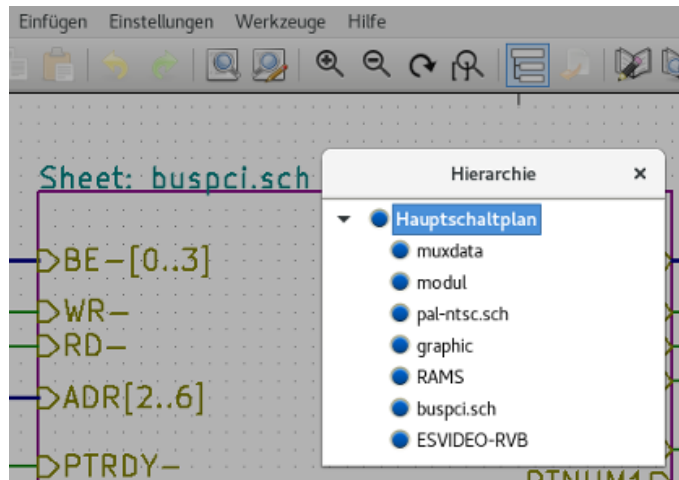 Einfügen Einstellungen Werkzeuge Hilfe
Sheet: buspci.sch
Hierarchie
Hauptschaltplan
muxdata
modul
pal-ntsc.sch
graphic
RAMS
buspci.sch
ESVIDEO-RVB
BE-[0..3]
WR-
RD-
ADR[2..6]
PTRDY-